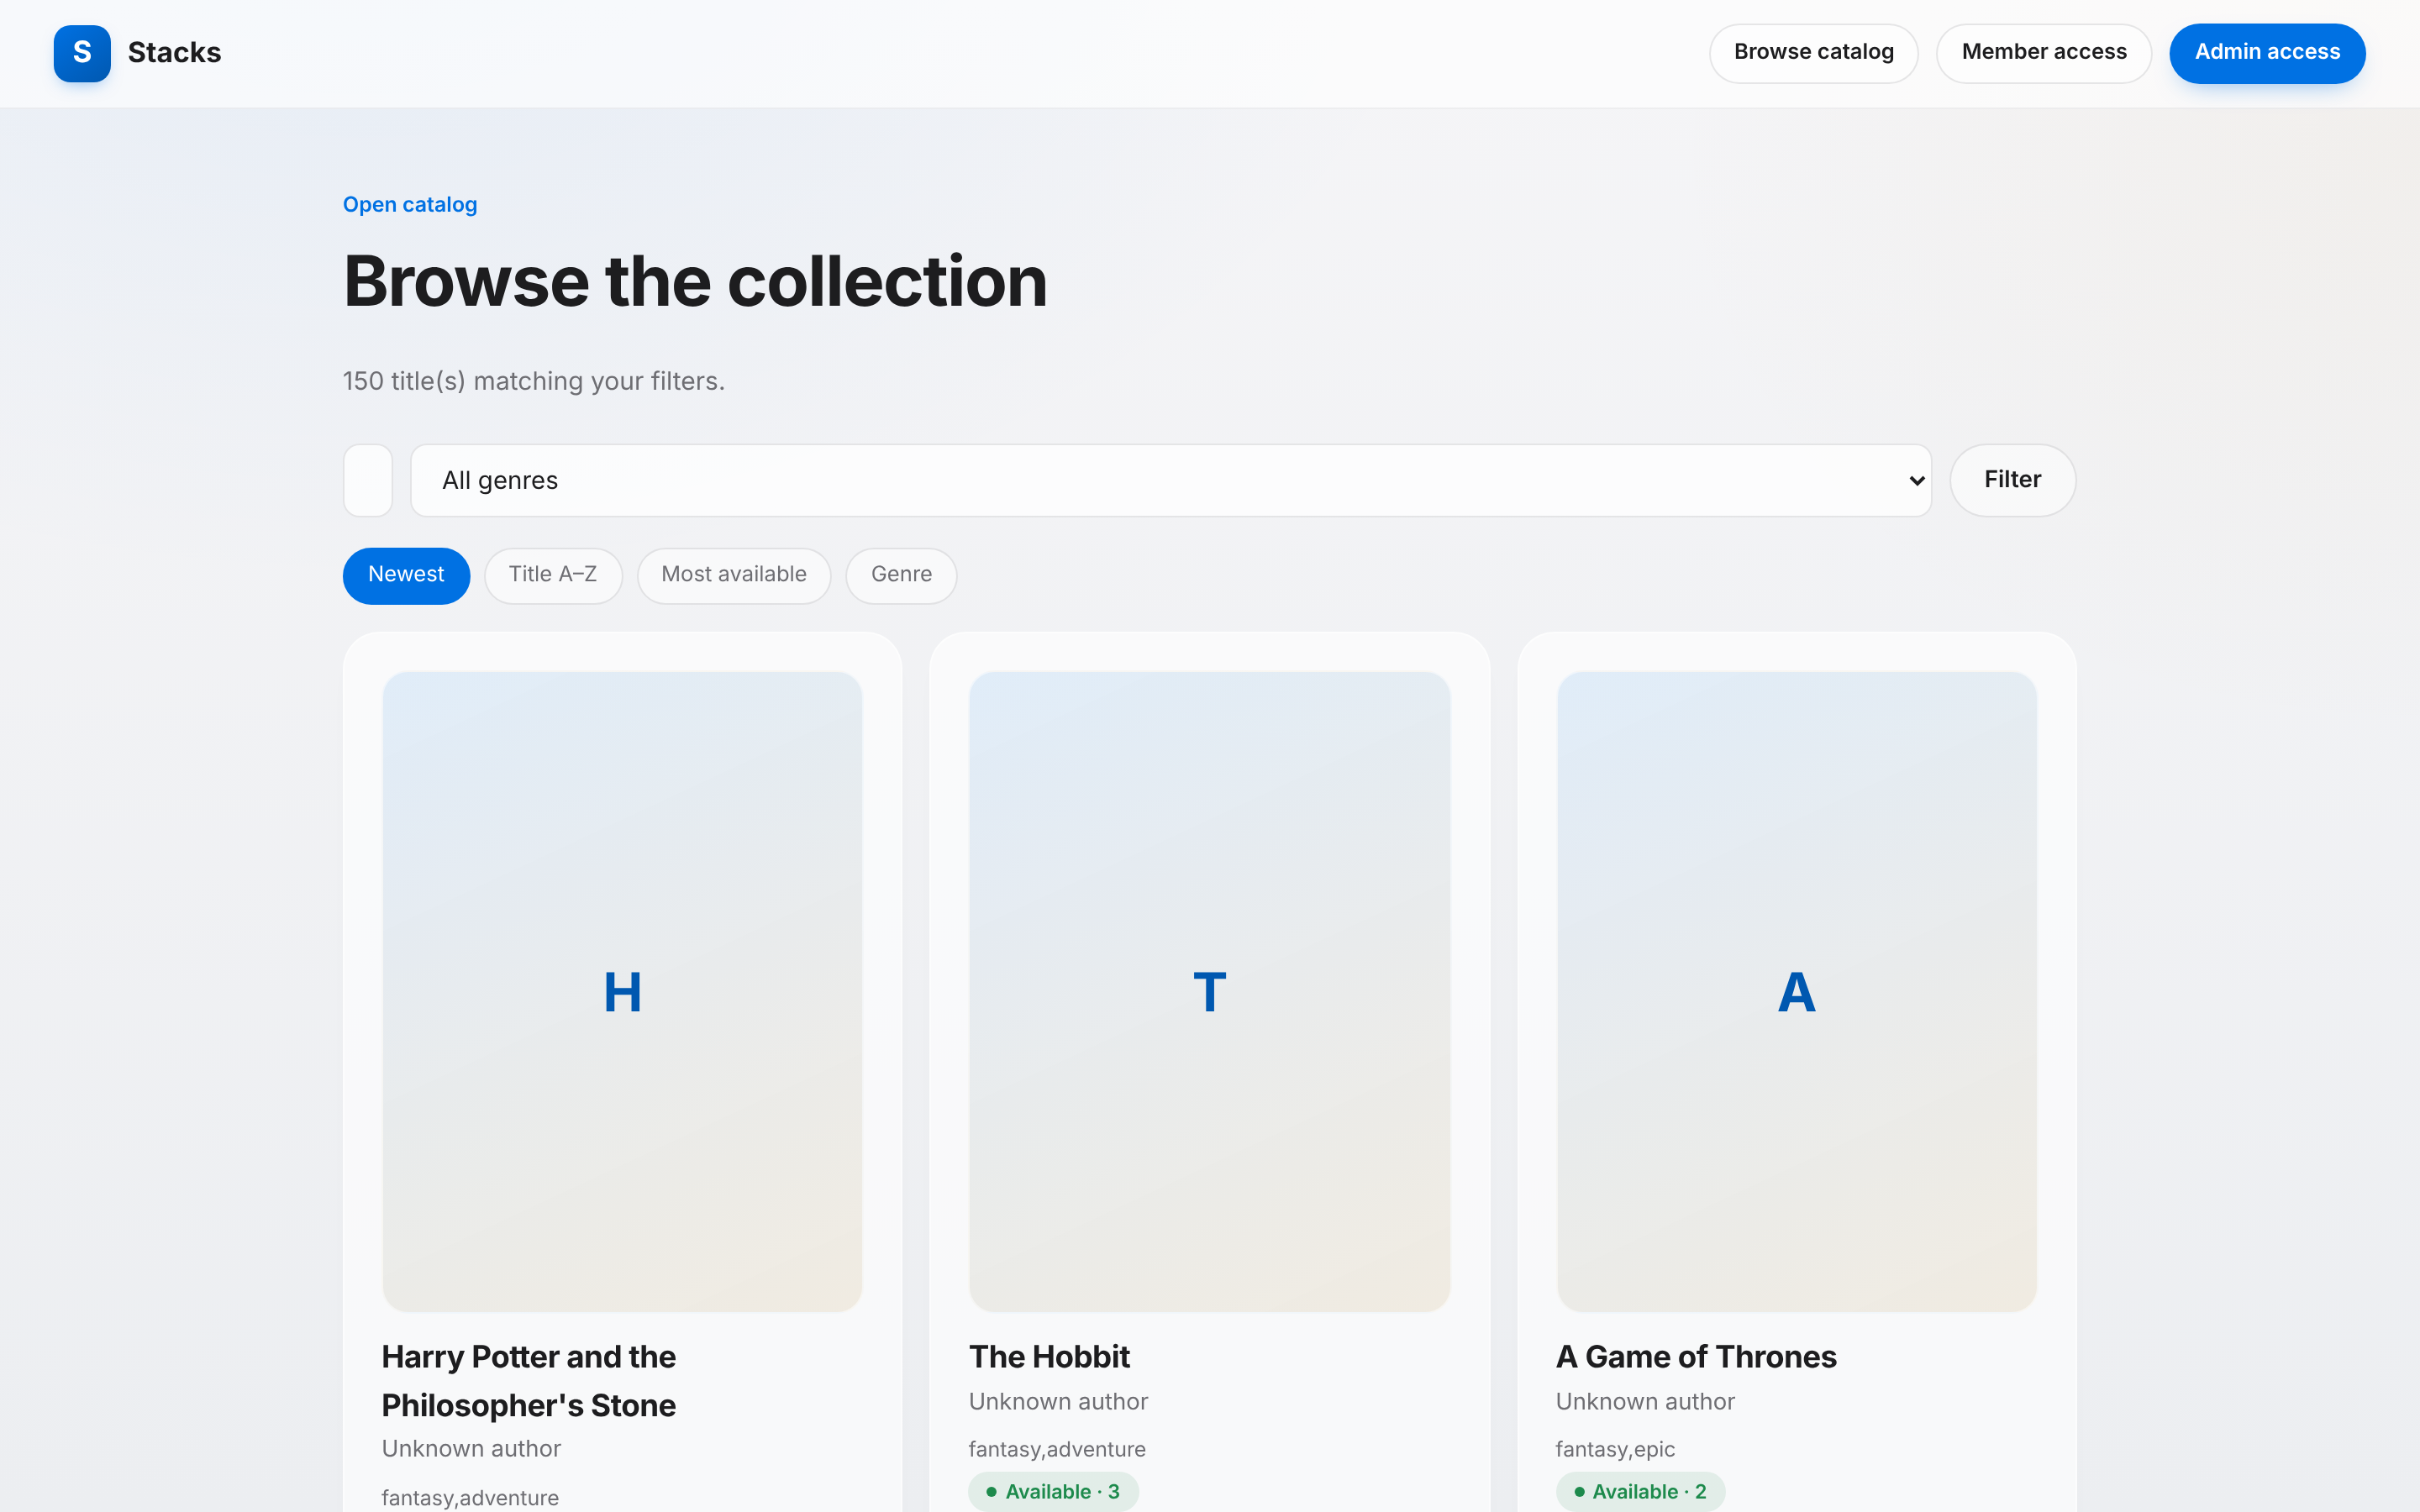 S
Stacks
Browse catalog
Member access
Admin access
Open catalog
Browse the collection
150 title(s) matching your filters.
All genres
Filter
Newest
Title A–Z
Most available
Genre
H
T
A
Harry Potter and the
Philosopher's Stone
Unknown author
fantasy,adventure
The Hobbit
Unknown author
fantasy,adventure
Available · 3
A Game of Thrones
Unknown author
fantasy,epic
Available · 2